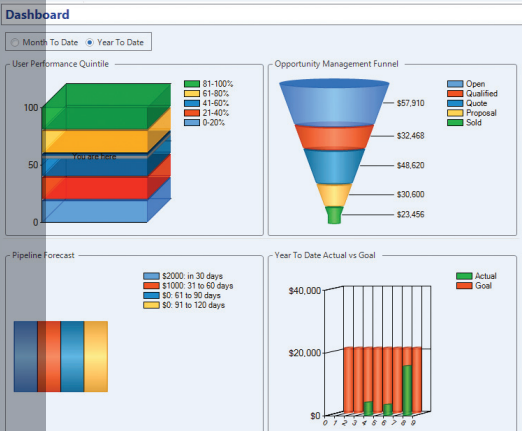 Dashboard
Month To Date Year To Date
User Performance Quintile
81-100%
61-80%
41-60%
21-40%
0-20%
100
50
0
You are here
Opportunity Management Funnel
Open
Qualified
Quote
Proposal
Sold
$57,910
$32,468
$48,620
$30,600
$23,456
Pipeline Forecast
$2000: in 30 days
$1000: 31 to 60 days
$0: 61 to 90 days
$0: 91 to 120 days
Year To Date Actual vs Goal
Actual
Goal
$40,000
$20,000
$0
0 1 2 3 4 5 6 7 8 9